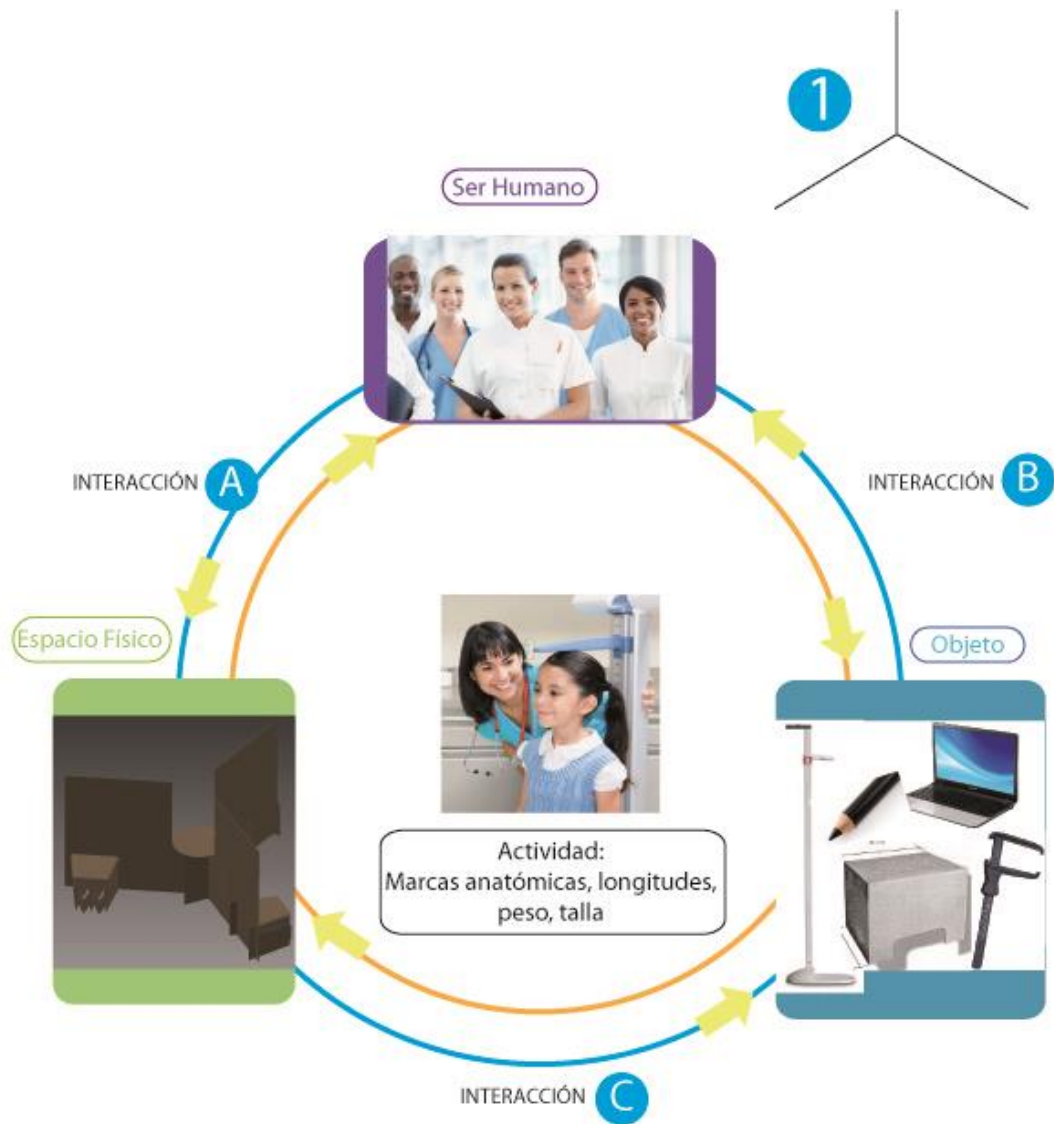 1
Ser Humano
INTERACCIÓN A
INTERACCIÓN B
Espacio Físico
Objeto
Actividad:
Marcas anatómicas, longitudes,
peso, talla
INTERACCIÓN C